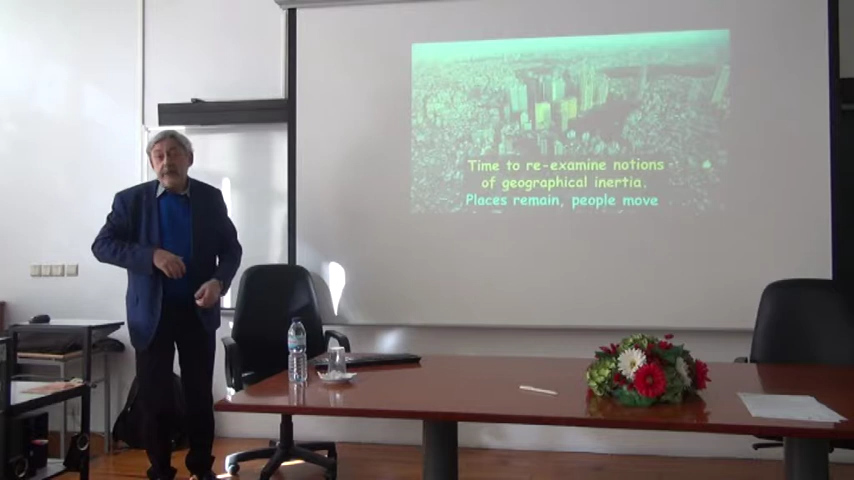 Time to re-examine notions
of geographical inertia.
Places remain, people move